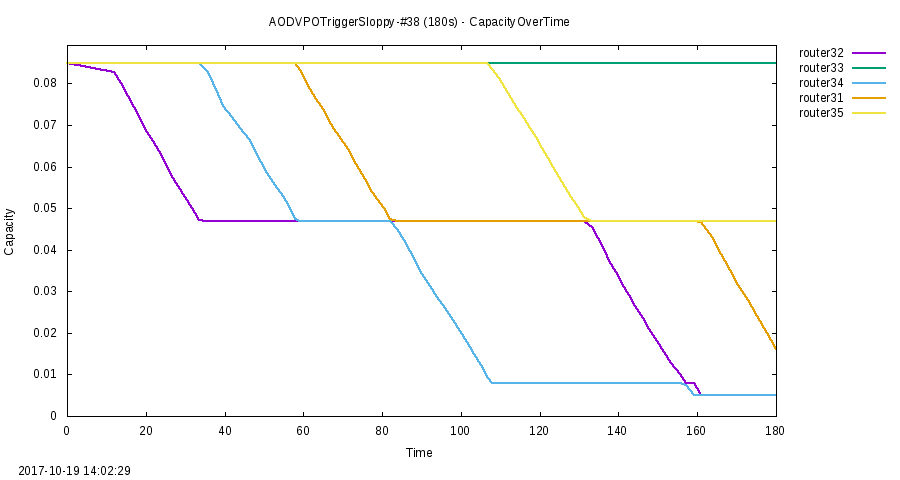 AODVPOTriggerSloppy-#38 (180s) - CapacityOverTime
router32
router33
router34
router31
router35
0.08
0.07
0.06
0.05
0.04
0.03
0.02
0.01
0
Capacity
0 20 40 60 80 100 120 140 160 180
Time
2017-10-19 14:02:29